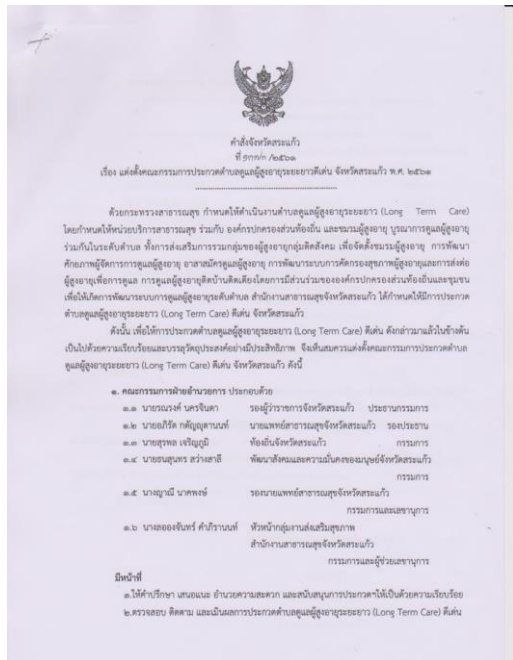 คำสั่งจังหวัดสระแก้ว
ที่ /๒๕๖๑
เรื่อง แต่งตั้งคณะกรรมการประกวดตำบลดูแลผู้สูงอายุระยะยาวดีเด่น จังหวัดสระแก้ว พ.ศ. ๒๕๖๑
ด้วยกระทรวงสาธารณสุข กำหนดให้ดำเนินงานตำบลดูแลผู้สูงอายุระยะยาว (Long Term Care)
โดยกำหนดให้หน่วยบริการสาธารณสุข ร่วมกับ องค์กรปกครองส่วนท้องถิ่น และชมรมผู้สูงอายุ บูรณาการดูแลผู้สูงอายุ
ร่วมกันในระดับตำบล ทั้งการส่งเสริมการรวมกลุ่มของผู้สูงอายุกลุ่มติดสังคม เพื่อจัดตั้งชมรมผู้สูงอายุ การพัฒนา
ศักยภาพผู้จัดการการดูแลผู้สูงอายุ อาสาสมัครดูแลผู้สูงอายุ การพัฒนาระบบการคัดกรองสุขภาพผู้สูงอายุและการส่งต่อ
ผู้สูงอายุเพื่อการดูแล การดูแลผู้สูงอายุติดบ้านติดเตียงโดยการมีส่วนร่วมขององค์กรปกครองส่วนท้องถิ่นและชุมชน
เพื่อให้เกิดการพัฒนาระบบการดูแลผู้สูงอายุระดับตำบล สำนักงานสาธารณสุขจังหวัดสระแก้ว ได้กำหนดให้มีการประกวด
ตำบลดูแลผู้สูงอายุระยะยาว (Long Term Care) ดีเด่น จังหวัดสระแก้ว
ดังนั้น เพื่อให้การประกวดตำบลดูแลผู้สูงอายุระยะยาว (Long Term Care) ดีเด่น ดังกล่าวมาแล้วในข้างต้น
เป็นไปด้วยความเรียบร้อยและบรรลุวัตถุประสงค์อย่างมีประสิทธิภาพ จึงเห็นสมควรแต่งตั้งคณะกรรมการประกวดตำบล
ดูแลผู้สูงอายุระยะยาว (Long Term Care) ดีเด่น จังหวัดสระแก้ว ดังนี้
๑. คณะกรรมการฝ่ายอำนวยการ ประกอบด้วย
๑.๑ นายรณรงค์ นครจินดา รองผู้ว่าราชการจังหวัดสระแก้ว ประธานกรรมการ
๑.๒ นายอภิรัต กตัญญุตานนท์ นายแพทย์สาธารณสุขจังหวัดสระแก้ว รองประธาน
๑.๓ นายสุรพล เจริญภูมิ ท้องถิ่นจังหวัดสระแก้ว กรรมการ
๑.๔ นายธนสุนทร สว่างสาลี พัฒนาสังคมและความมั่นคงของมนุษย์จังหวัดสระแก้ว
กรรมการ
๑.๕ นางญาณี นาคพงษ์ รองนายแพทย์สาธารณสุขจังหวัดสระแก้ว
กรรมการและเลขานุการ
๑.๖ นางลอองจันทร์ คำภิรานนท์ หัวหน้ากลุ่มงานส่งเสริมสุขภาพ
สำนักงานสาธารณสุขจังหวัดสระแก้ว
กรรมการและผู้ช่วยเลขานุการ
มีหน้าที่
๑.ให้คำปรึกษา เสนอแนะ อำนวยความสะดวก และสนับสนุนการประกวดฯให้เป็นด้วยความเรียบร้อย
๒.ตรวจสอบ ติดตาม และเมินผลการประกวดตำบลดูแลผู้สูงอายุระยะยาว (Long Term Care) ดีเด่น